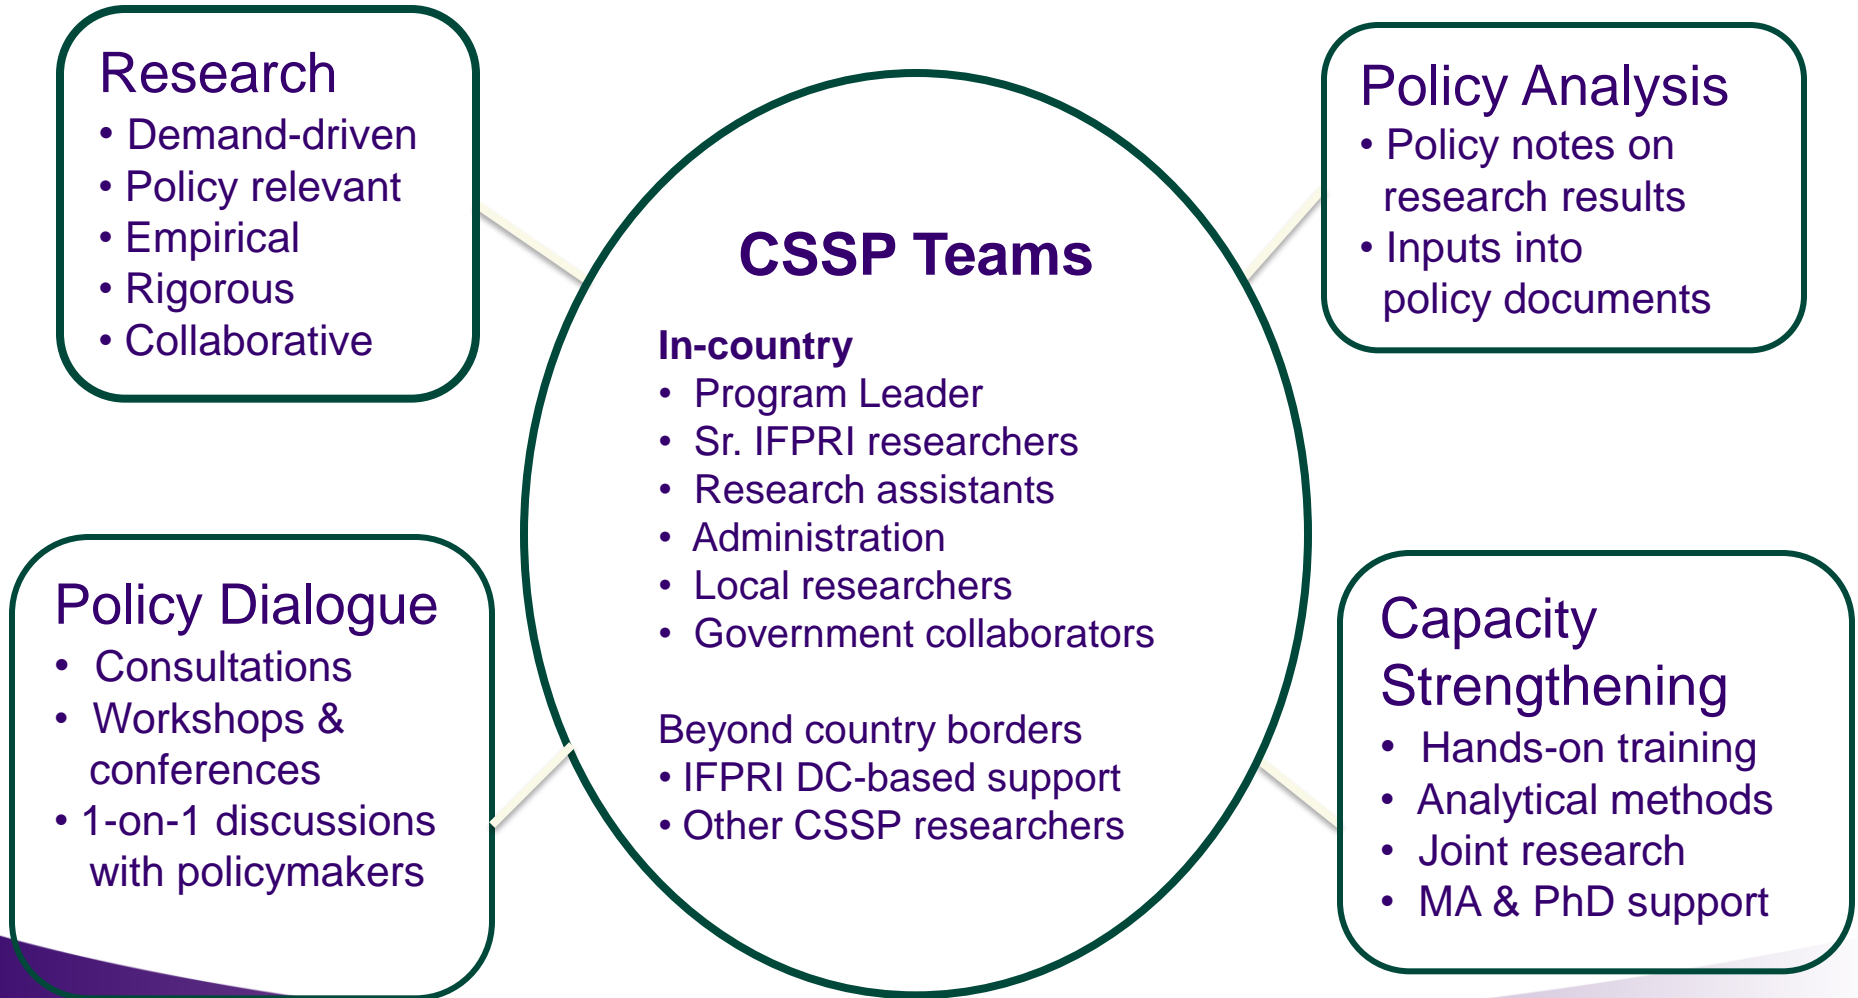 Research
• Demand-driven
• Policy relevant
• Empirical
• Rigorous
• Collaborative
Policy Analysis
• Policy notes on
research results
• Inputs into
policy documents
CSSP Teams
In-country
• Program Leader
• Sr. IFPRI researchers
• Research assistants
• Administration
• Local researchers
• Government collaborators
Beyond country borders
• IFPRI DC-based support
• Other CSSP researchers
Policy Dialogue
• Consultations
• Workshops &
conferences
• 1-on-1 discussions
with policymakers
Capacity
Strengthening
• Hands-on training
• Analytical methods
• Joint research
• MA & PhD support